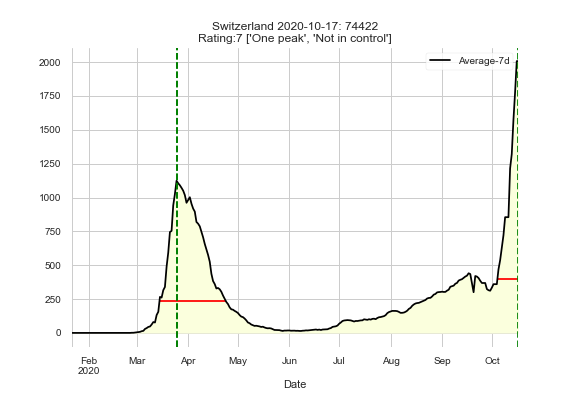 Switzerland 2020-10-17: 74422
Rating:7 ['One peak', 'Not in control']
Average-7d
2000
1750
1500
1250
1000
750
500
250
0
Feb Mar Apr May Jun Jul Aug Sep Oct
2020
Date